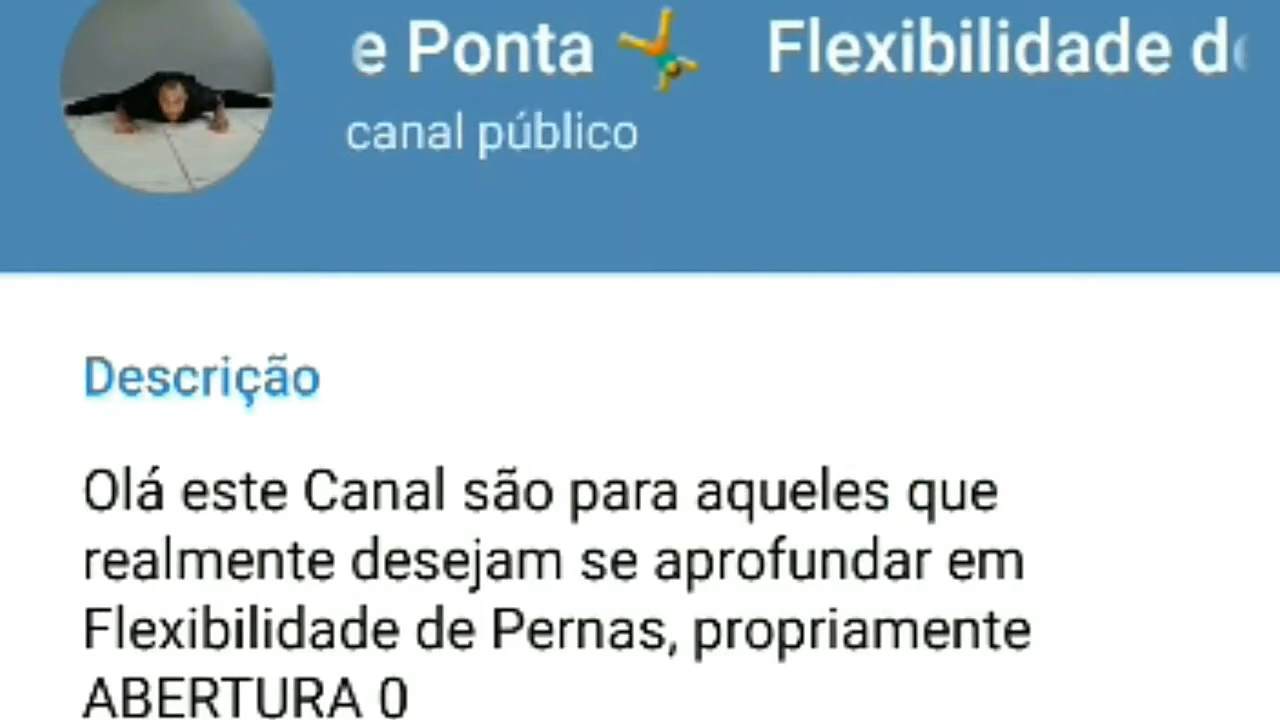 e Ponta 🤸 Flexibilidade d
canal público
Descrição
Olá este Canal são para aqueles que
realmente desejam se aprofundar em
Flexibilidade de Pernas, propriamente
ABERTURA 0